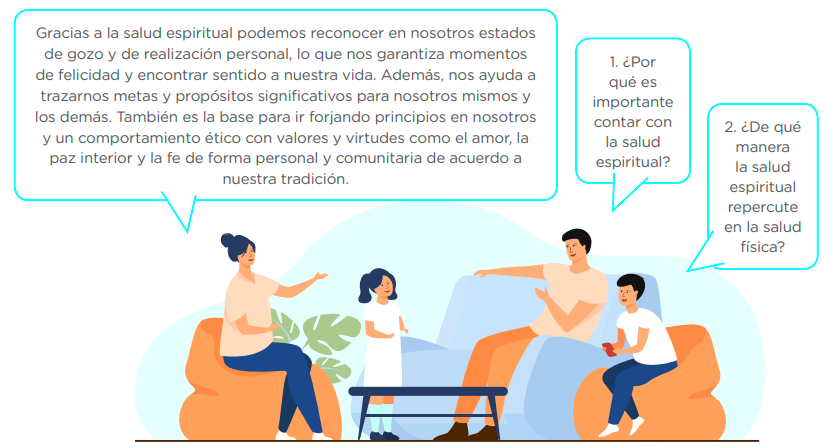 Gracias a la salud espiritual podemos reconocer en nosotros estados
de gozo y de realización personal, lo que nos garantiza momentos
de felicidad y encontrar sentido a nuestra vida. Además, nos ayuda a
trazarnos metas y propósitos significativos para nosotros mismos y
los demás. También es la base para ir forjando principios en nosotros
y un comportamiento ético con valores y virtudes como el amor, la
paz interior y la fe de forma personal y comunitaria de acuerdo a
nuestra tradición.
1. ¿Por
qué es
importante
contar con
la salud
espiritual?
2. ¿De qué
manera
la salud
espiritual
repercute
en la salud
física?